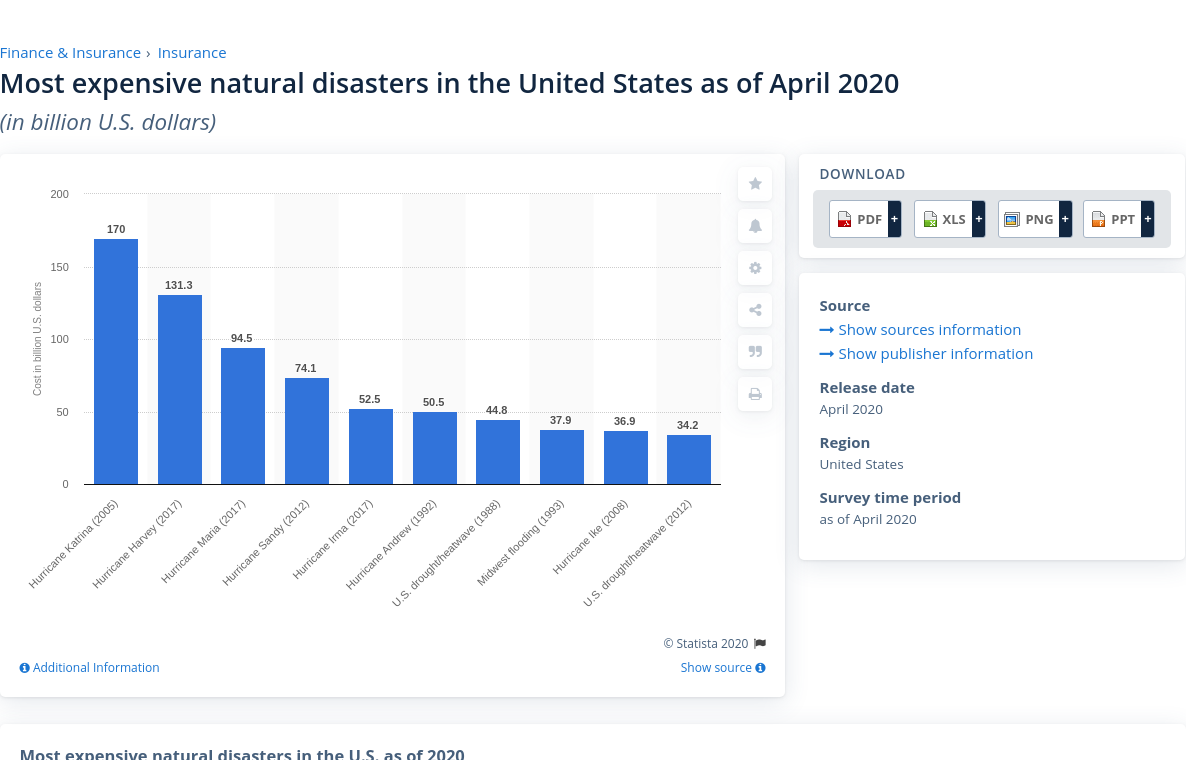 Finance & Insurance › Insurance
Most expensive natural disasters in the United States as of April 2020
(in billion U.S. dollars)
Cost in billion U.S. dollars
200
150
100
50
0
170
131.3
94.5
74.1
52.5
50.5
44.8
37.9
36.9
34.2
Hurricane Katrina (2005)
Hurricane Harvey (2017)
Hurricane Maria (2017)
Hurricane Sandy (2012)
Hurricane Irma (2017)
Hurricane Andrew (1992)
U.S. drought/heatwave (1988)
Midwest flooding (1993)
Hurricane Ike (2008)
U.S. drought/heatwave (2012)
© Statista 2020
Additional Information
Show source
DOWNLOAD
PDF + XLS + PNG + PPT +
Source
Show sources information
Show publisher information
Release date
April 2020
Region
United States
Survey time period
as of April 2020
Most expensive natural disasters in the U.S. as of 2020